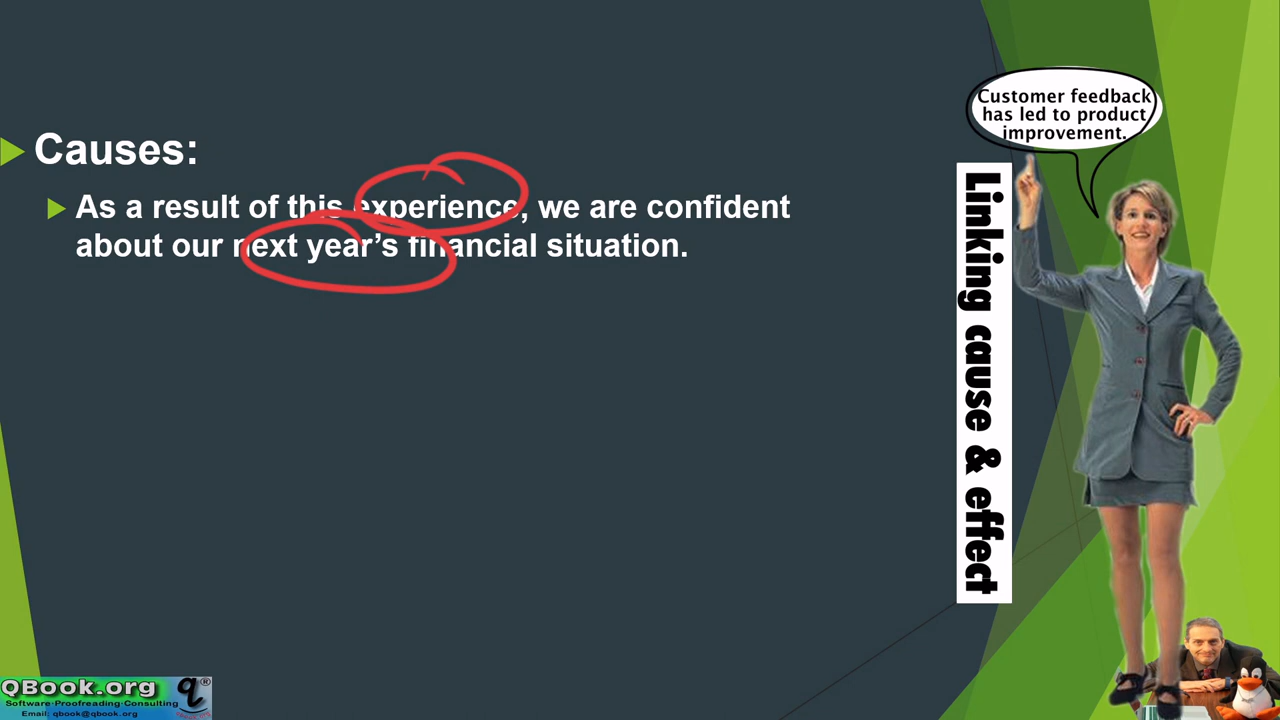 Causes:
As a result of this experience, we are confident
about our next year’s financial situation.
Customer feedback
has led to product
improvement.
Linking cause & effect
QBook.org
q®
Software·Proofreading·Consulting
Email: qbook@qbook.org